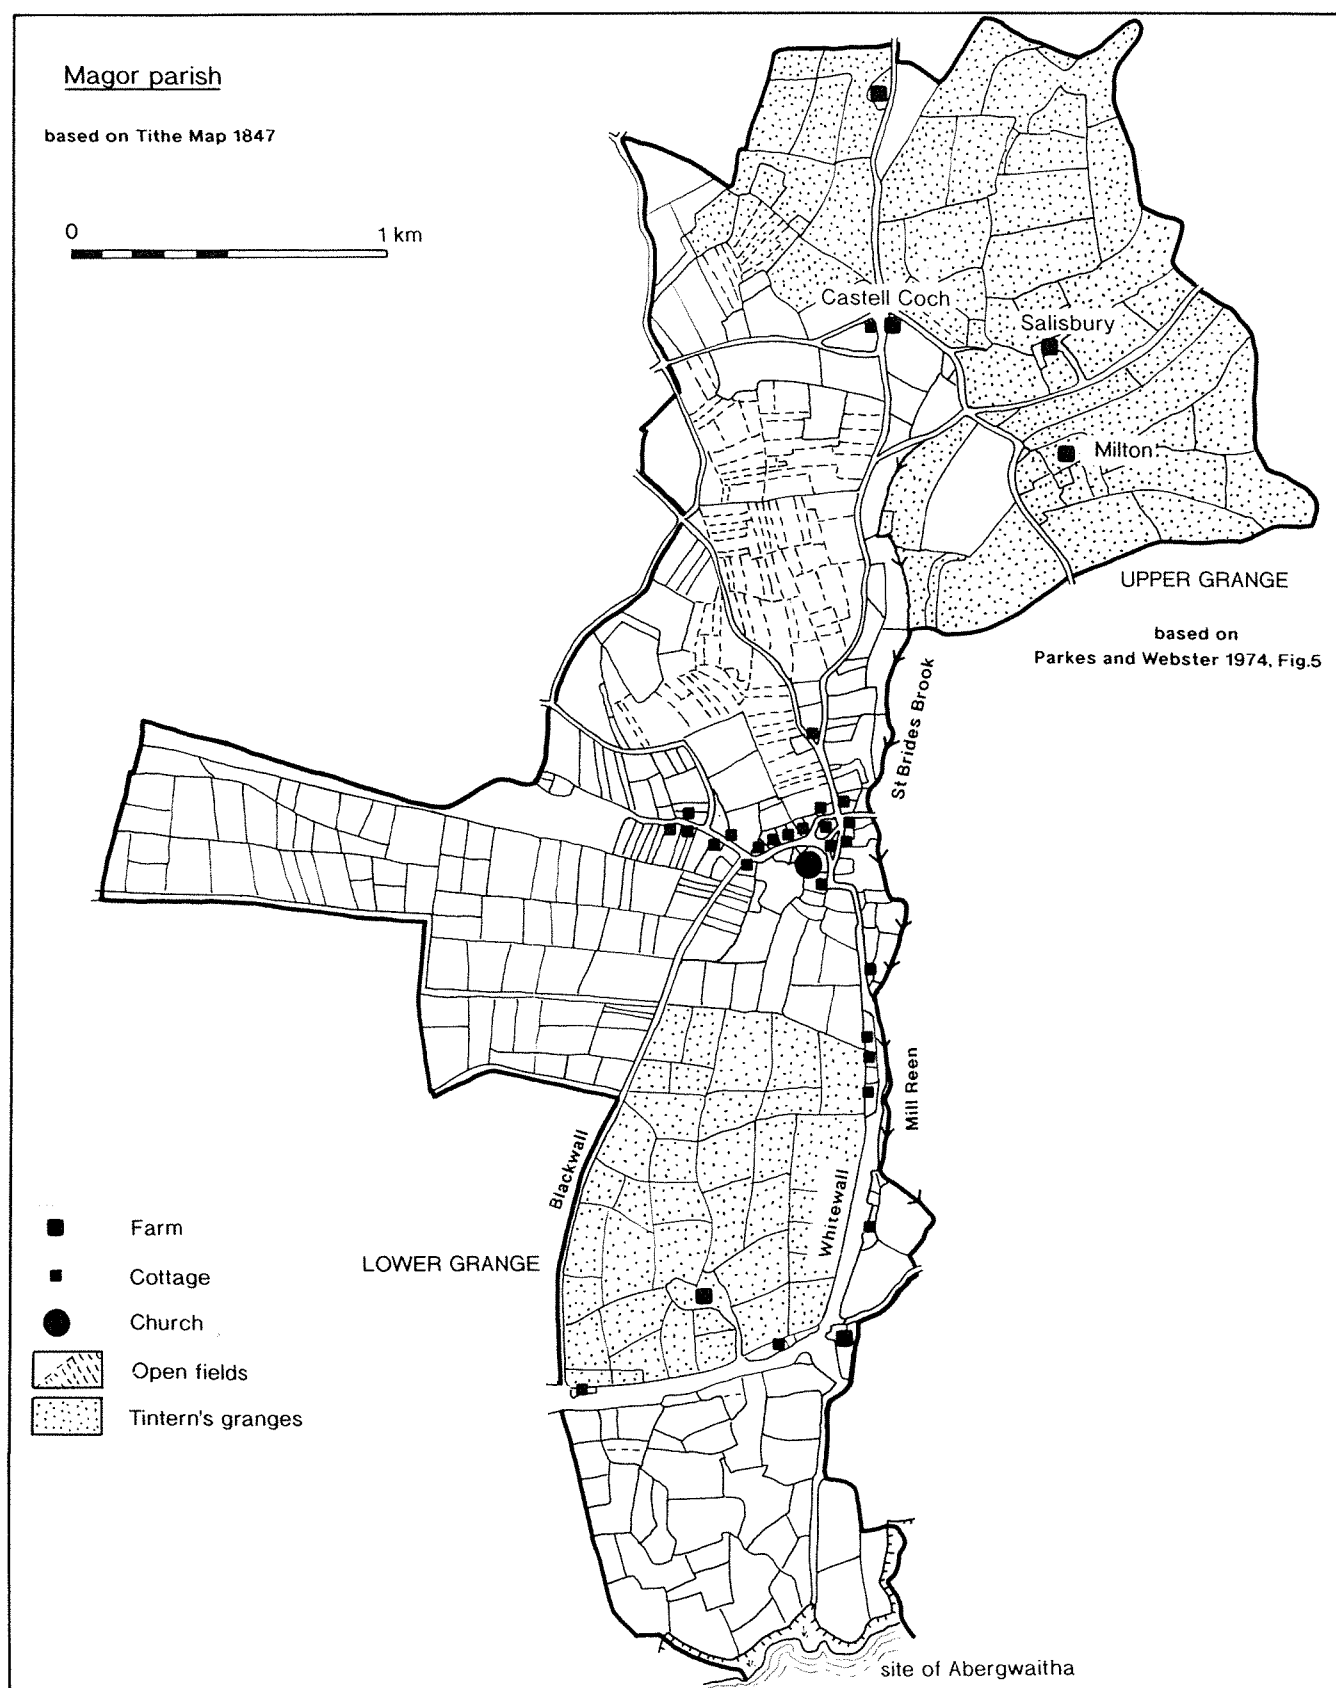 Magor parish
based on Tithe Map 1847
0 1 km
Castell Coch
Salisbury
Milton
UPPER GRANGE
based on
Parkes and Webster 1974, Fig.5
St Brides Brook
Mill Reen
Blackwall
Whitewall
LOWER GRANGE
Farm
Cottage
Church
Open fields
Tintern's granges
site of Abergwaitha